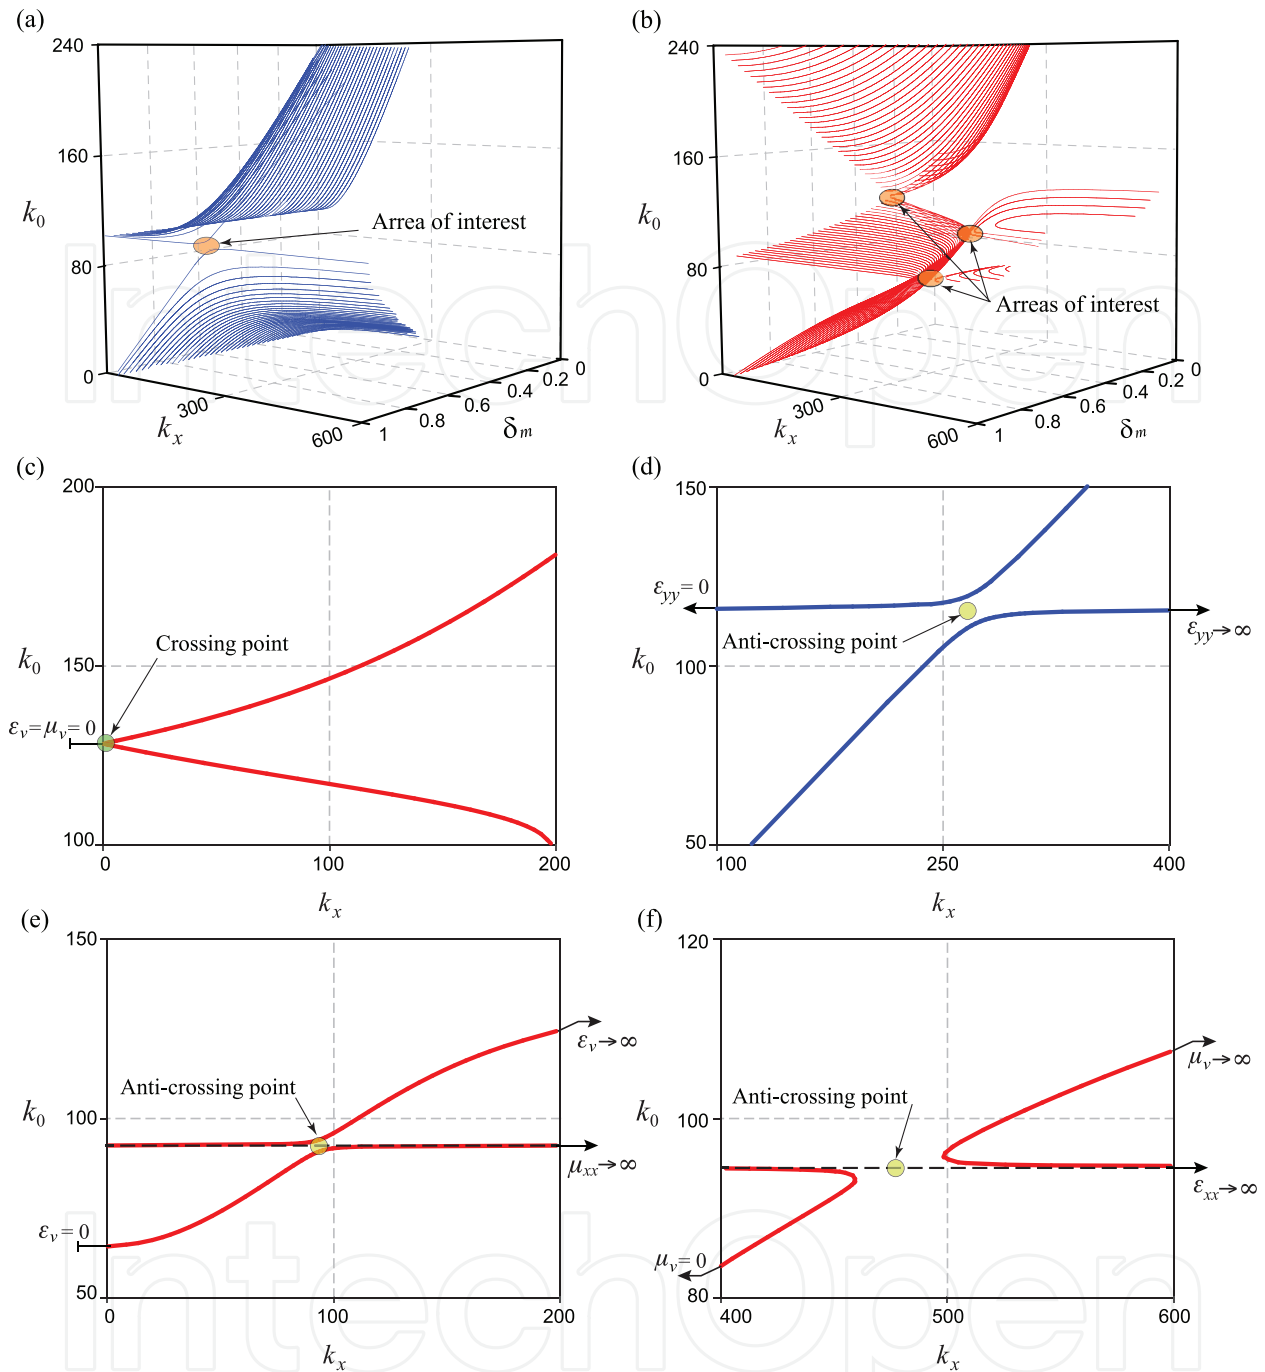 (a)
240
160
80
0
k0
Arrea of interest
300
600
kx
1
0.8
0.6
0.4
0.2
0
δm
(b)
240
160
80
0
k0
Arreas of interest
300
600
kx
1
0.8
0.6
0.4
0.2
0
δm
(c)
200
150
100
k0
Crossing point
εv=μv=0
0
100
200
kx
(d)
150
100
50
k0
εyy=0
Anti-crossing point
εyy→∞
100
250
400
kx
(e)
150
100
50
k0
εv→∞
Anti-crossing point
μxx→∞
εv=0
0
100
200
kx
(f)
120
100
80
k0
μv→∞
Anti-crossing point
εxx→∞
μv=0
400
500
600
kx
IntechOpen
IntechOpen